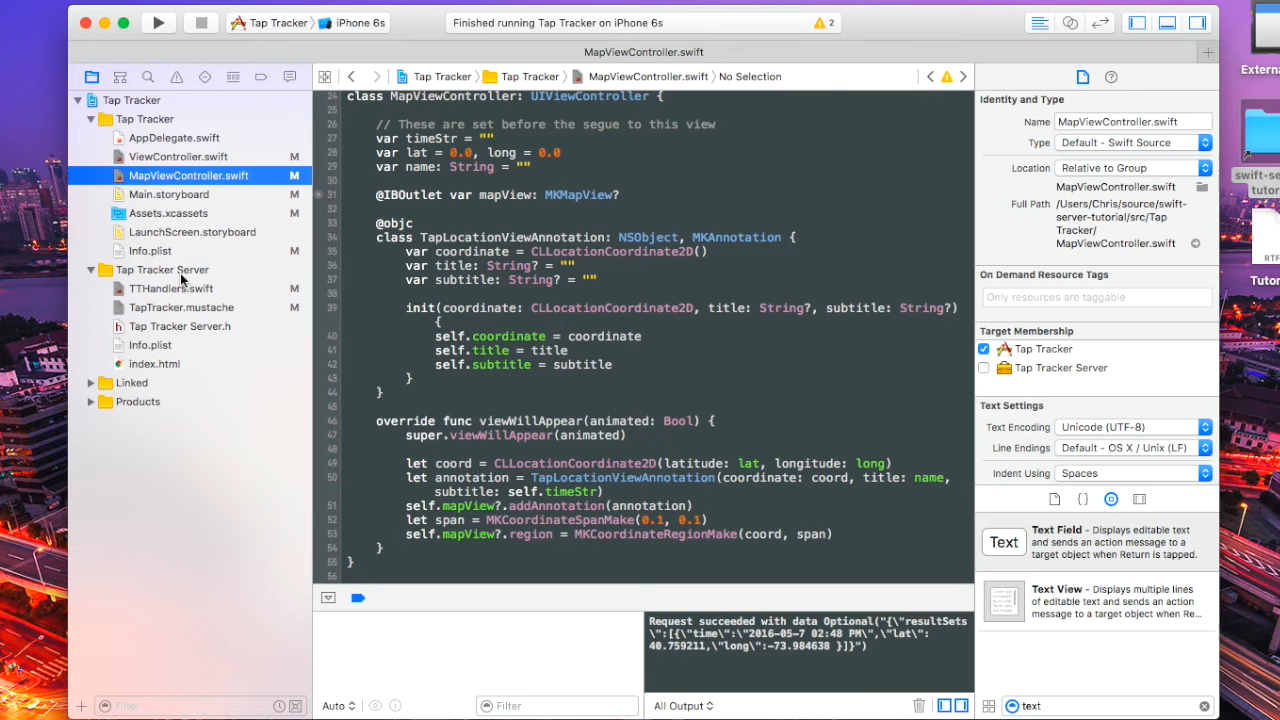 Tap Tracker
iPhone 6s
Finished running Tap Tracker on iPhone 6s
2
MapViewController.swift
Tap Tracker
Tap Tracker
AppDelegate.swift
ViewController.swift M
MapViewController.swift M
Main.storyboard M
Assets.xcassets M
LaunchScreen.storyboard
Info.plist M
Tap Tracker Server
TTHandlers.swift M
TapTracker.mustache M
Tap Tracker Server.h
Info.plist
index.html
Linked
Products
Filter
Tap Tracker Tap Tracker MapViewController.swift No Selection
24 class MapViewController: UIViewController {
25
26 // These are set before the segue to this view
27 var timeStr = ""
28 var lat = 0.0, long = 0.0
29 var name: String = ""
30
31 @IBOutlet var mapView: MKMapView?
32
33 @objc
34 class TapLocationViewAnnotation: NSObject, MKAnnotation {
35 var coordinate = CLLocationCoordinate2D()
36 var title: String? = ""
37 var subtitle: String? = ""
38
39 init(coordinate: CLLocationCoordinate2D, title: String?, subtitle: String?)
{
40 self.coordinate = coordinate
41 self.title = title
42 self.subtitle = subtitle
43 }
44 }
45
46 override func viewWillAppear(animated: Bool) {
47 super.viewWillAppear(animated)
48
49 let coord = CLLocationCoordinate2D(latitude: lat, longitude: long)
50 let annotation = TapLocationViewAnnotation(coordinate: coord, title: name,
subtitle: self.timeStr)
51 self.mapView?.addAnnotation(annotation)
52 let span = MKCoordinateSpanMake(0.1, 0.1)
53 self.mapView?.region = MKCoordinateRegionMake(coord, span)
54 }
55 }
56
Request succeeded with data Optional("{\"resultSets
\":[{\"time\":\"2016-05-7 02:48 PM\",\"lat\":
40.759211,\"long\":-73.984638 }]}")
Auto
Filter
All Output
Identity and Type
Name MapViewController.swift
Type Default - Swift Source
Location Relative to Group
MapViewController.swift
Full Path /Users/Chris/source/swift-
server-tutorial/src/Tap
Tracker/
MapViewController.swift
On Demand Resource Tags
Only resources are taggable
Target Membership
Tap Tracker
Tap Tracker Server
Text Settings
Text Encoding Unicode (UTF-8)
Line Endings Default - OS X / Unix (LF)
Indent Using Spaces
Text
Text Field - Displays editable text
and sends an action message to a
target object when Return is tapped.
Text View - Displays multiple lines
of editable text and sends an action
message to a target object when Re...
text
Externa
swift-se
tutor
RTF
Tutor